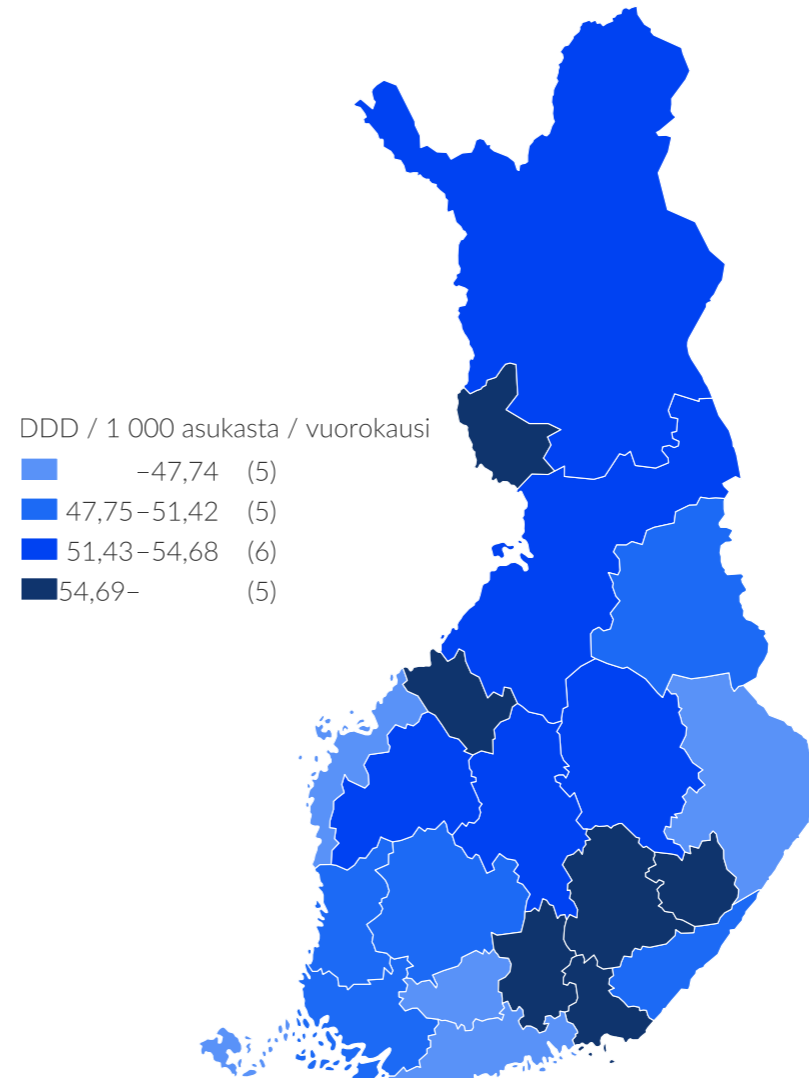 DDD / 1 000 asukasta / vuorokausi
–47,74 (5)
47,75–51,42 (5)
51,43–54,68 (6)
54,69– (5)